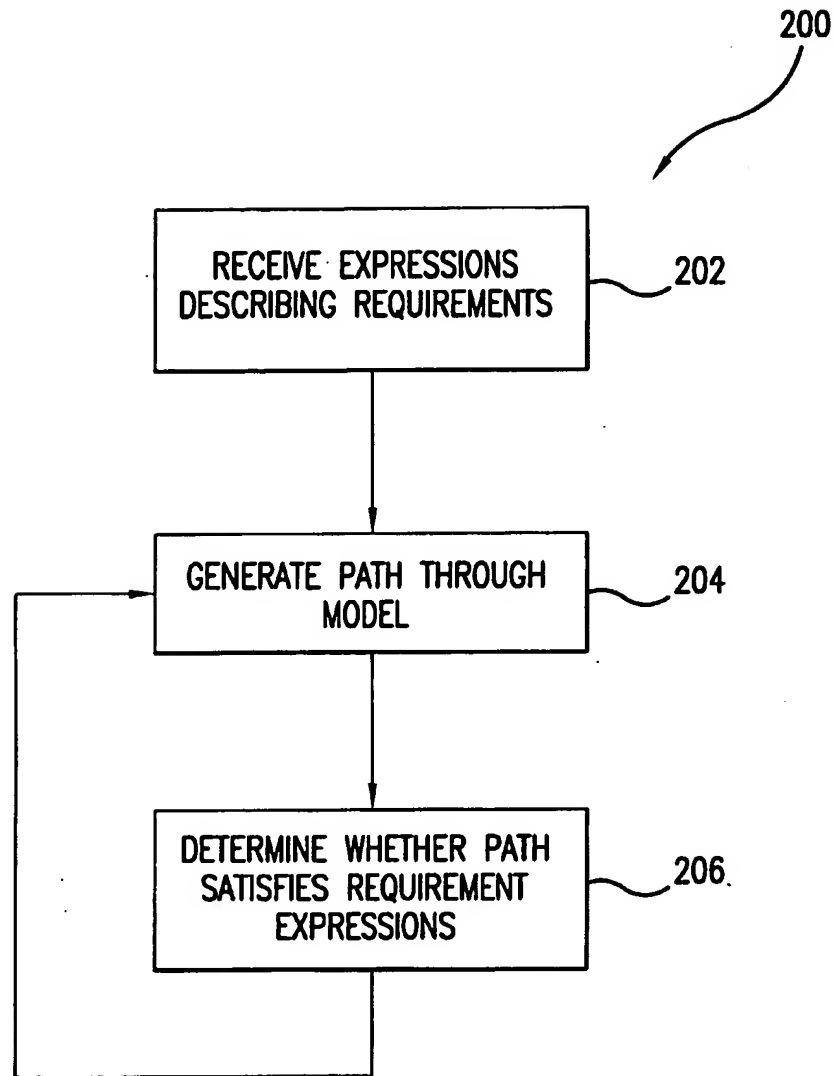 200
RECEIVE EXPRESSIONS
DESCRIBING REQUIREMENTS
202
GENERATE PATH THROUGH
MODEL
204
DETERMINE WHETHER PATH
SATISFIES REQUIREMENT
EXPRESSIONS
206